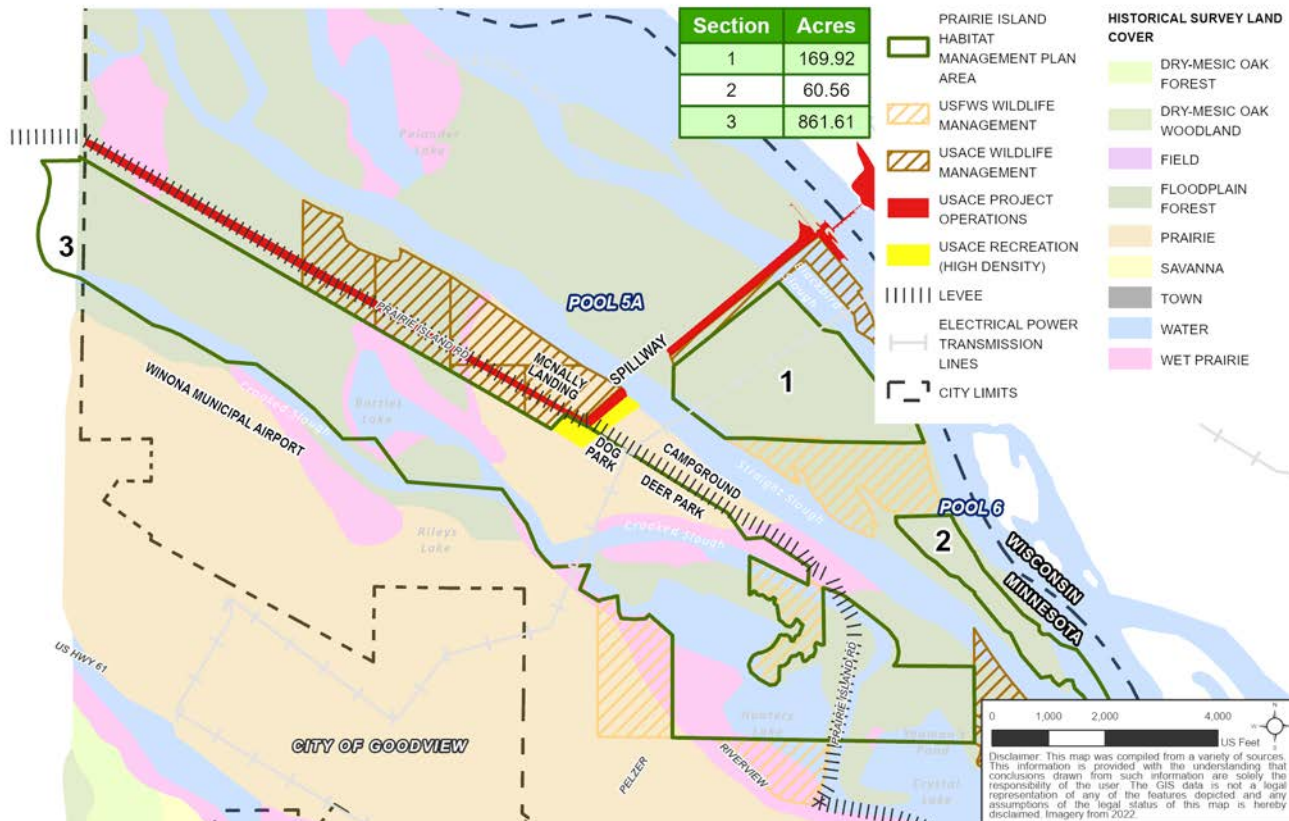 Section Acres
1 169.92
2 60.56
3 861.61
PRAIRIE ISLAND
HABITAT
MANAGEMENT PLAN
AREA
USFWS WILDLIFE
MANAGEMENT
USACE WILDLIFE
MANAGEMENT
USACE PROJECT
OPERATIONS
USACE RECREATION
(HIGH DENSITY)
LEVEE
ELECTRICAL POWER
TRANSMISSION
LINES
CITY LIMITS
HISTORICAL SURVEY LAND
COVER
DRY-MESIC OAK
FOREST
DRY-MESIC OAK
WOODLAND
FIELD
FLOODPLAIN
FOREST
PRAIRIE
SAVANNA
TOWN
WATER
WET PRAIRIE
Polander
Lake
3
POOL 5A
PRAIRIE ISLAND RD
MCNALLY
LANDING
SPILLWAY
1
WINONA MUNICIPAL AIRPORT
Crooked Slough
Bartlet
Lake
DOG
PARK
CAMPGROUND
DEER PARK
Straight Slough
POOL 6
2
WISCONSIN
MINNESOTA
Rileys
Lake
Crooked Slough
US HWY 61
PRAIRIE ISLAND RD
Hunters
Lake
Pond
Crystal
Lake
CITY OF GOODVIEW
PELZER
RIVERVIEW
0 1,000 2,000 4,000
US Feet
N
W E
S
Disclaimer: This map was compiled from a variety of sources.
This information is provided with the understanding that
conclusions drawn from such information are solely the
responsibility of the user. The GIS data is not a legal
representation of any of the features depicted and any
assumptions of the legal status of this map is hereby
disclaimed. Imagery from 2022.